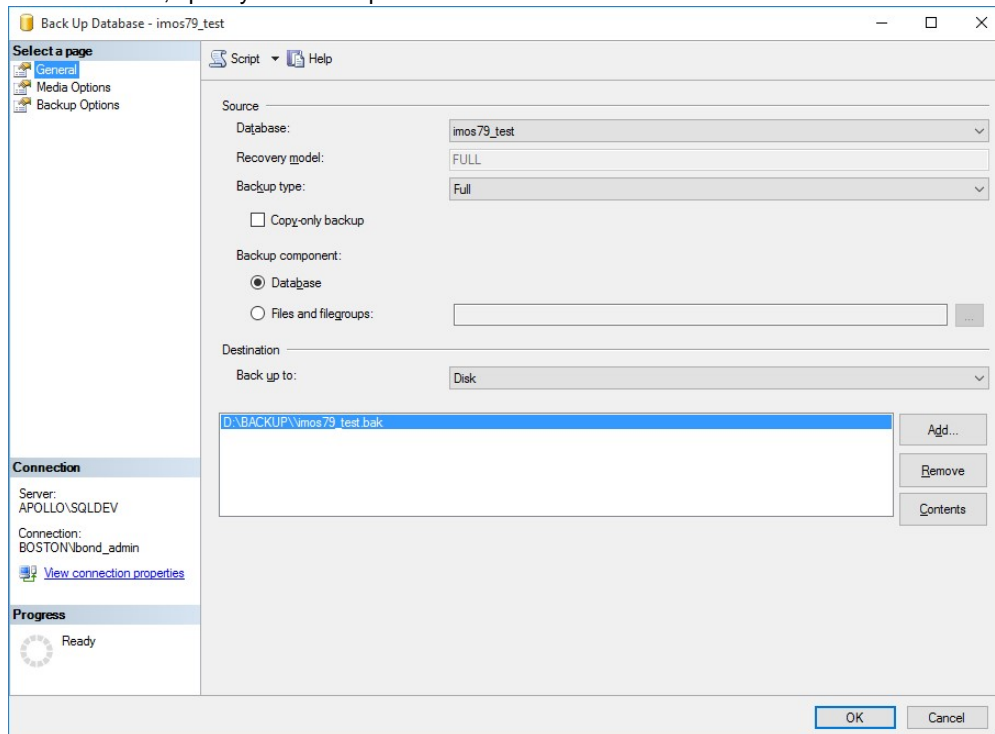 Back Up Database - imos79_test
Select a page
General
Media Options
Backup Options
Script
Help
Source
Database:
imos79_test
Recovery model:
FULL
Backup type:
Full
Copy-only backup
Backup component:
Database
Files and filegroups:
...
Destination
Back up to:
Disk
D:\BACKUP\\imos79_test.bak
Add...
Remove
Contents
Connection
Server:
APOLLO\SQLDEV
Connection:
BOSTON\lbond_admin
View connection properties
Progress
Ready
OK
Cancel